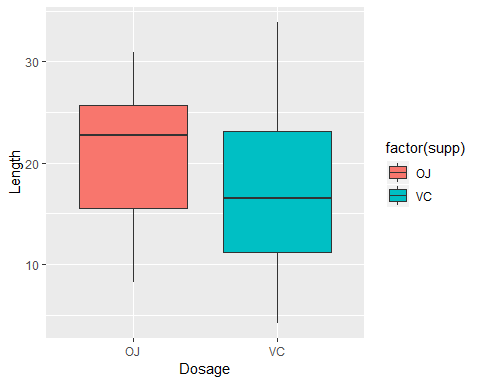 Length
30
20
10
OJ
VC
Dosage
factor(supp)
OJ
VC